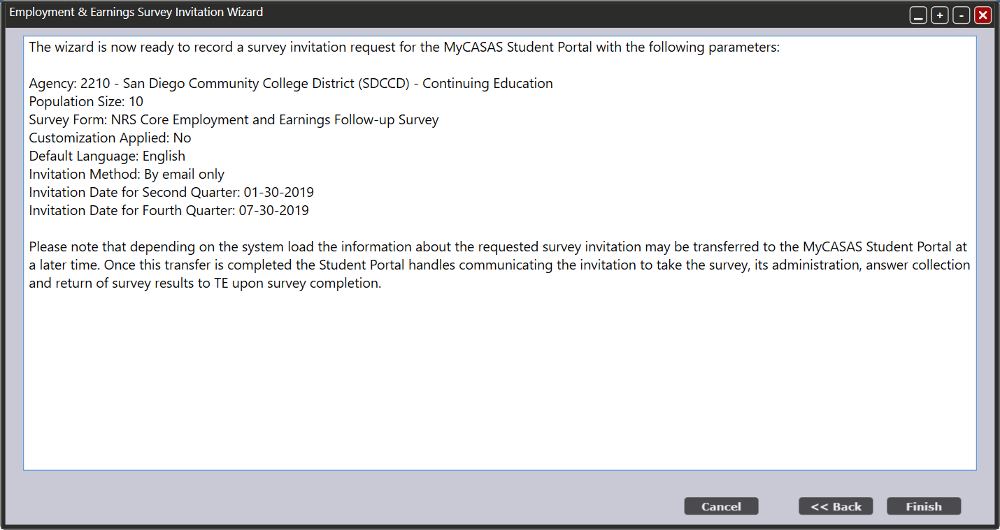 Employment & Earnings Survey Invitation Wizard
The wizard is now ready to record a survey invitation request for the MyCASAS Student Portal with the following parameters:
Agency: 2210 - San Diego Community College District (SDCCD) - Continuing Education
Population Size: 10
Survey Form: NRS Core Employment and Earnings Follow-up Survey
Customization Applied: No
Default Language: English
Invitation Method: By email only
Invitation Date for Second Quarter: 01-30-2019
Invitation Date for Fourth Quarter: 07-30-2019
Please note that depending on the system load the information about the requested survey invitation may be transferred to the MyCASAS Student Portal at
a later time. Once this transfer is completed the Student Portal handles communicating the invitation to take the survey, its administration, answer collection
and return of survey results to TE upon survey completion.
Cancel << Back Finish